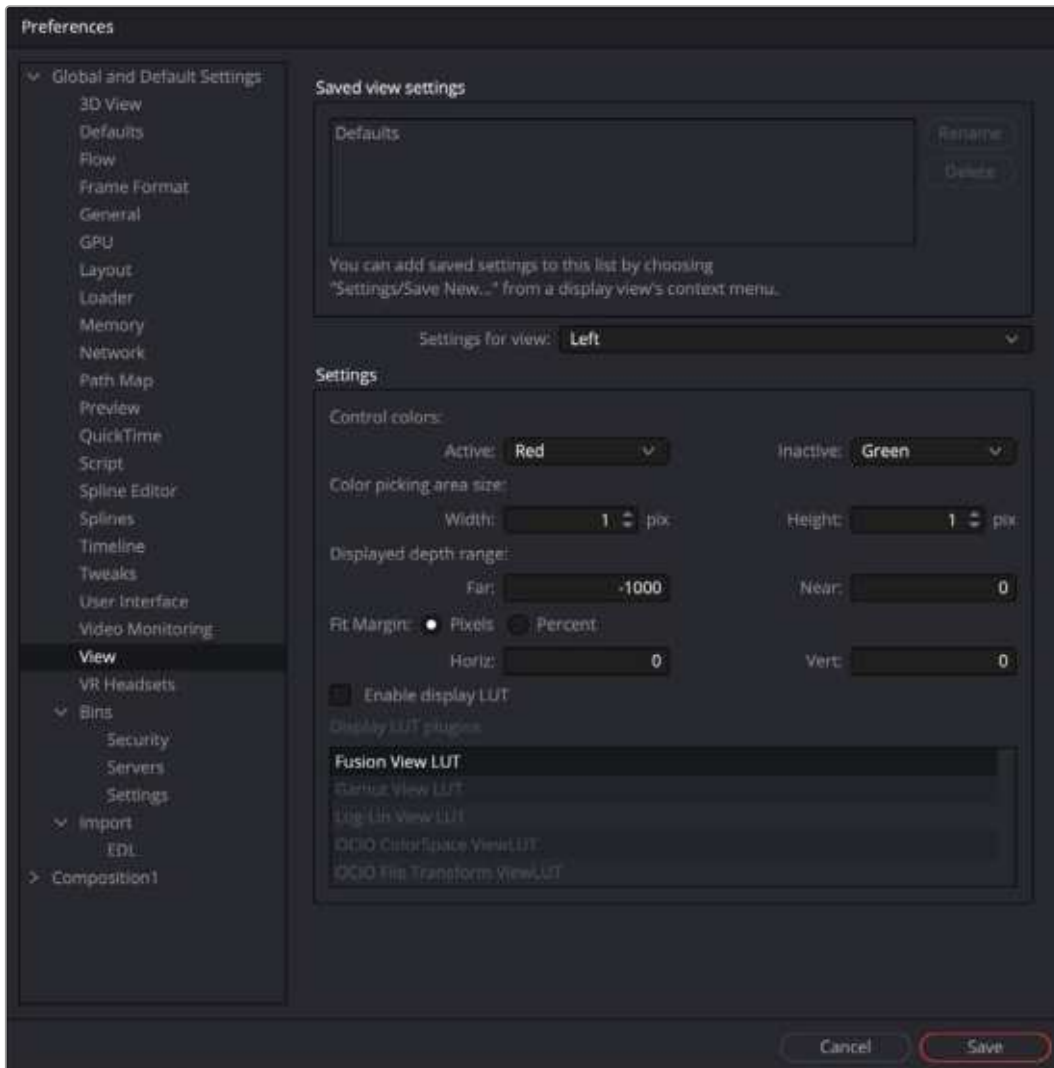 Preferences
Global and Default Settings
3D View
Defaults
Flow
Frame Format
General
GPU
Layout
Loader
Memory
Network
Path Map
Preview
QuickTime
Script
Spline Editor
Splines
Timeline
Tweaks
User Interface
Video Monitoring
View
VR Headsets
Bins
Security
Servers
Settings
Import
EDL
Composition1
Saved view settings
Defaults
Rename
Delete
You can add saved settings to this list by choosing
"Settings/Save New..." from a display view's context menu.
Settings for view: Left
Settings
Control colors:
Active: Red Inactive: Green
Color picking area size:
Width: 1 pix Height: 1 pix
Displayed depth range:
Far: -1000 Near: 0
Fit Margin: Pixels Percent
Horiz: 0 Vert: 0
Enable display LUT
Display LUT plugins
Fusion View LUT
Gamut View LUT
Log-Lin View LUT
OCIO ColorSpace ViewLUT
OCIO File Transform ViewLUT
Cancel Save